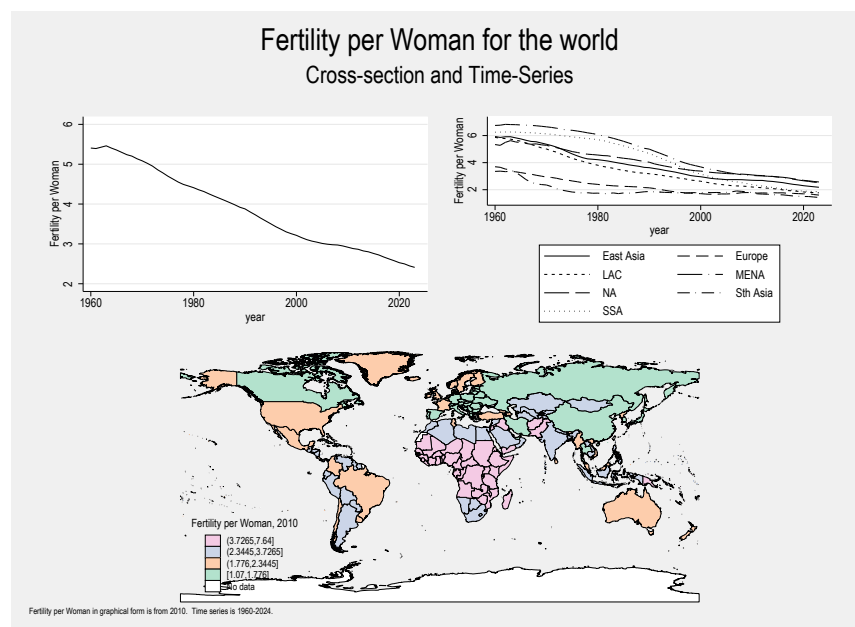 Fertility per Woman for the world
Cross-section and Time-Series
Fertility per Woman
6
5
4
3
2
1960 1980 2000 2020
year
Fertility per Woman
6
4
2
1960 1980 2000 2020
year
East Asia Europe
LAC MENA
NA Sth Asia
SSA
Fertility per Woman, 2010
(3.7265,7.64]
(2.3445,3.7265]
(1.776,2.3445]
[1.07,1.776]
No data
Fertility per Woman in graphical form is from 2010. Time series is 1960-2024.